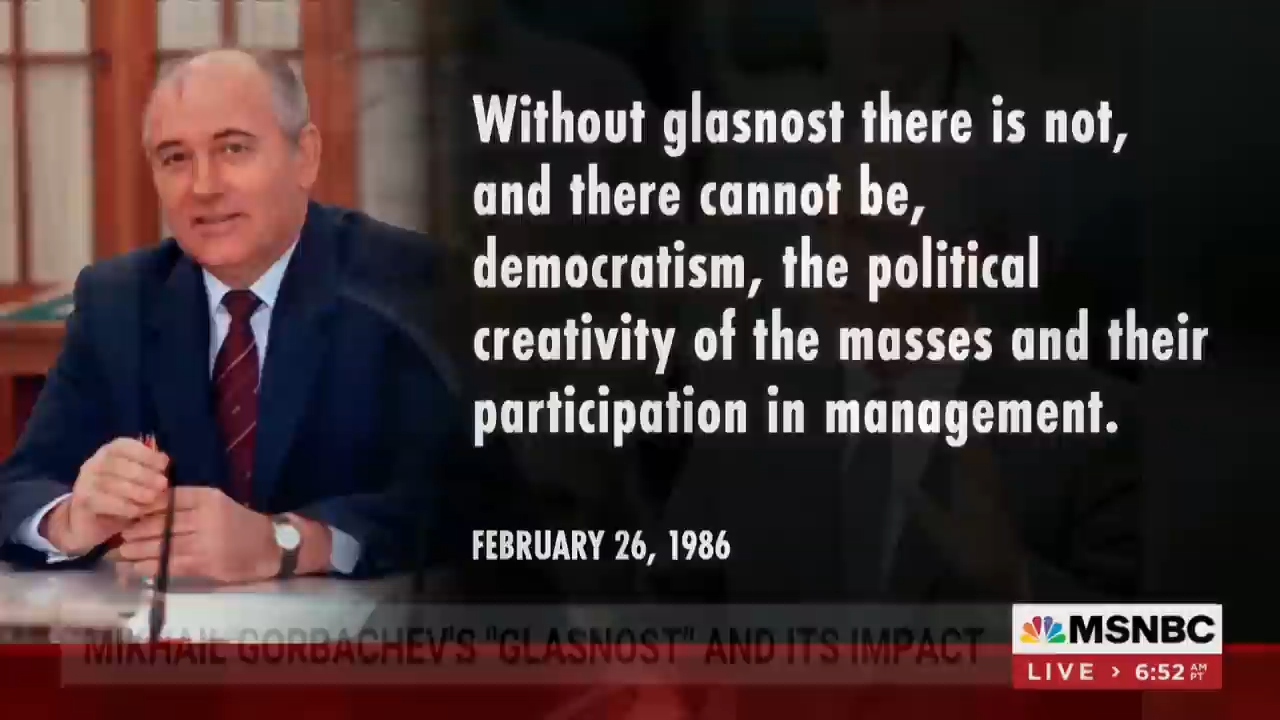 Without glasnost there is not,
and there cannot be,
democratism, the political
creativity of the masses and their
participation in management.
FEBRUARY 26, 1986
MIKHAIL GORBACHEV'S "GLASNOST" AND ITS IMPACT
MSNBC
LIVE > 6:52 AM PT